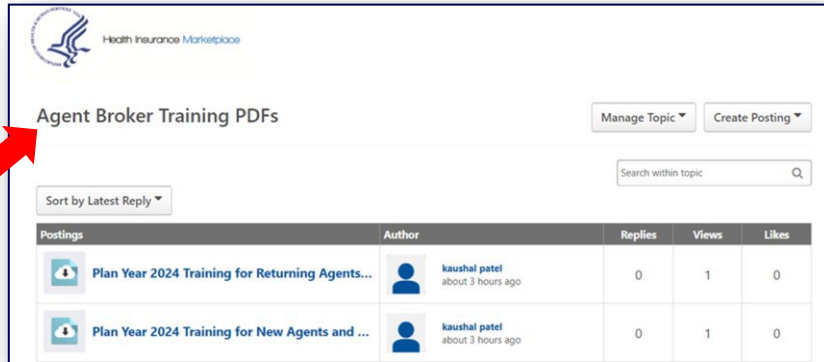 Health Insurance Marketplace
Agent Broker Training PDFs
Manage Topic
Create Posting
Search within topic
Sort by Latest Reply
Postings Author Replies Views Likes
Plan Year 2024 Training for Returning Agents... kaushal patel 0 1 0
about 3 hours ago
Plan Year 2024 Training for New Agents and ... kaushal patel 0 1 0
about 3 hours ago